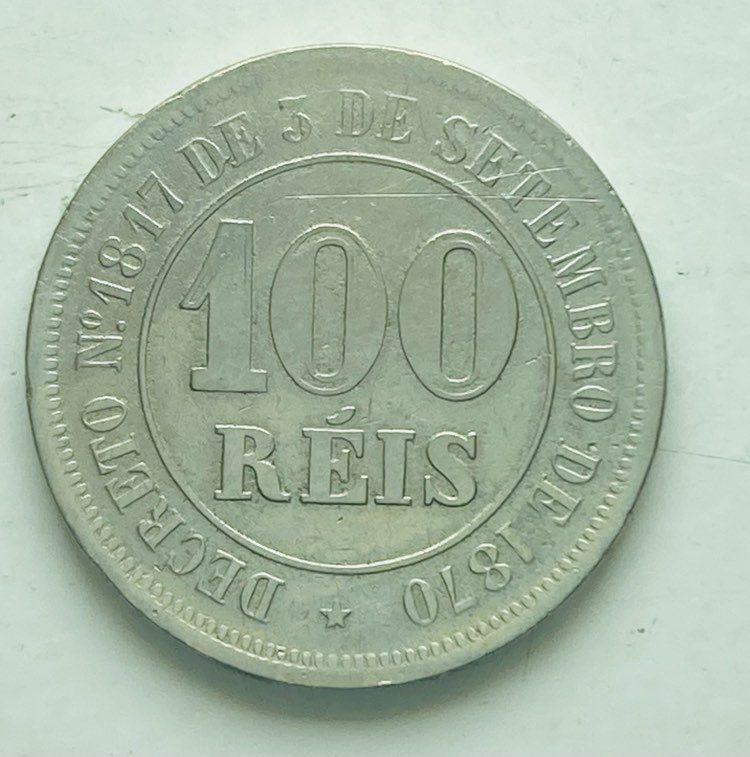 DECRETO Nº. 1817 DE 3 DE SETEMBRO DE 1870
100
RÉIS